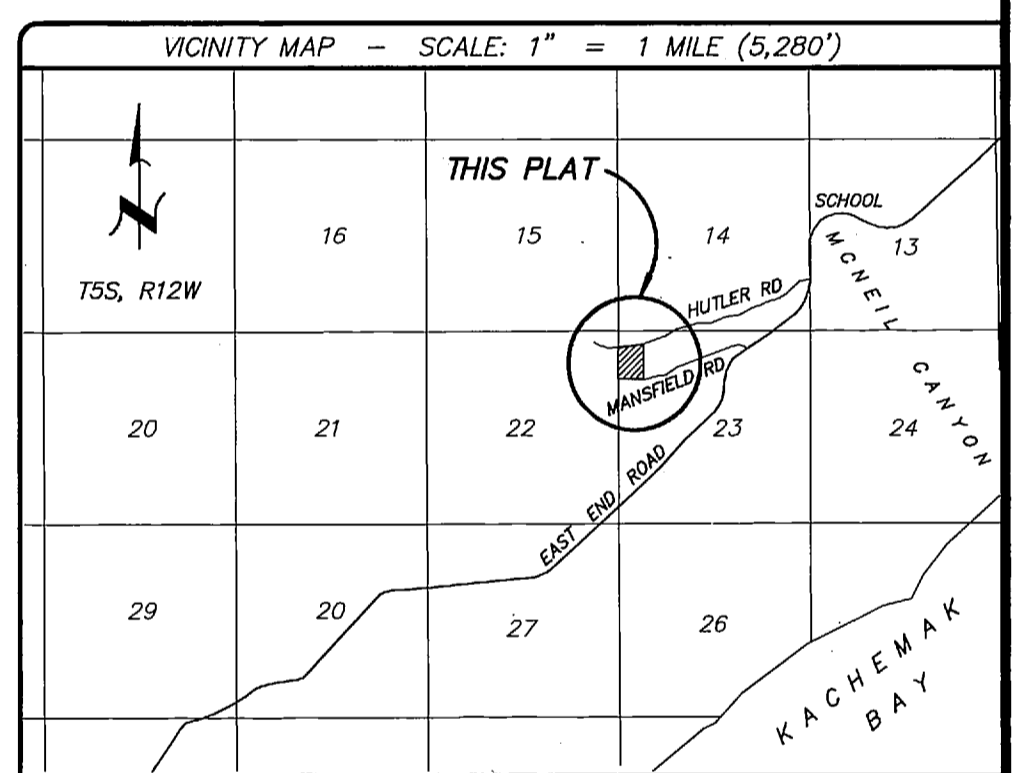 VICINITY MAP – SCALE: 1" = 1 MILE (5,280')
THIS PLAT
SCHOOL
16
15
14
13
N
T5S, R12W
MCNEIL CANYON
HUTLER RD
MANSFIELD RD
20
21
22
23
24
EAST END ROAD
29
20
27
26
KACHEMAK
BAY